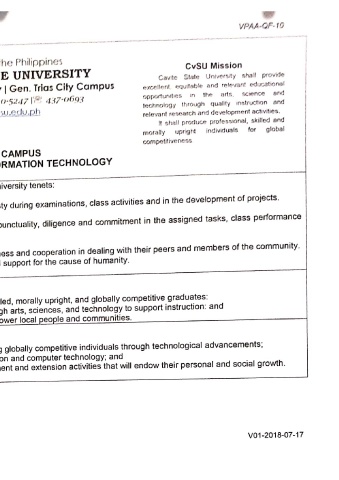 VPAA-QF-10
the Philippines
E UNIVERSITY
| Gen. Trias City Campus
0-5247 |☏ 437-0693
su.edu.ph
CvSU Mission
Cavite State University shall provide
excellent, equitable and relevant educational
opportunities in the arts, science and
technology through quality instruction and
relevant research and development activities.
It shall produce professional, skilled and
morally upright individuals for global
competitiveness
CAMPUS
ORMATION TECHNOLOGY
iversity tenets:
ty during examinations, class activities and in the development of projects.
punctuality, diligence and commitment in the assigned tasks, class performance
ess and cooperation in dealing with their peers and members of the community.
support for the cause of humanity.
led, morally upright, and globally competitive graduates:
gh arts, sciences, and technology to support instruction: and
ower local people and communities.
g globally competitive individuals through technological advancements;
on and computer technology; and
ent and extension activities that will endow their personal and social growth.
V01-2018-07-17